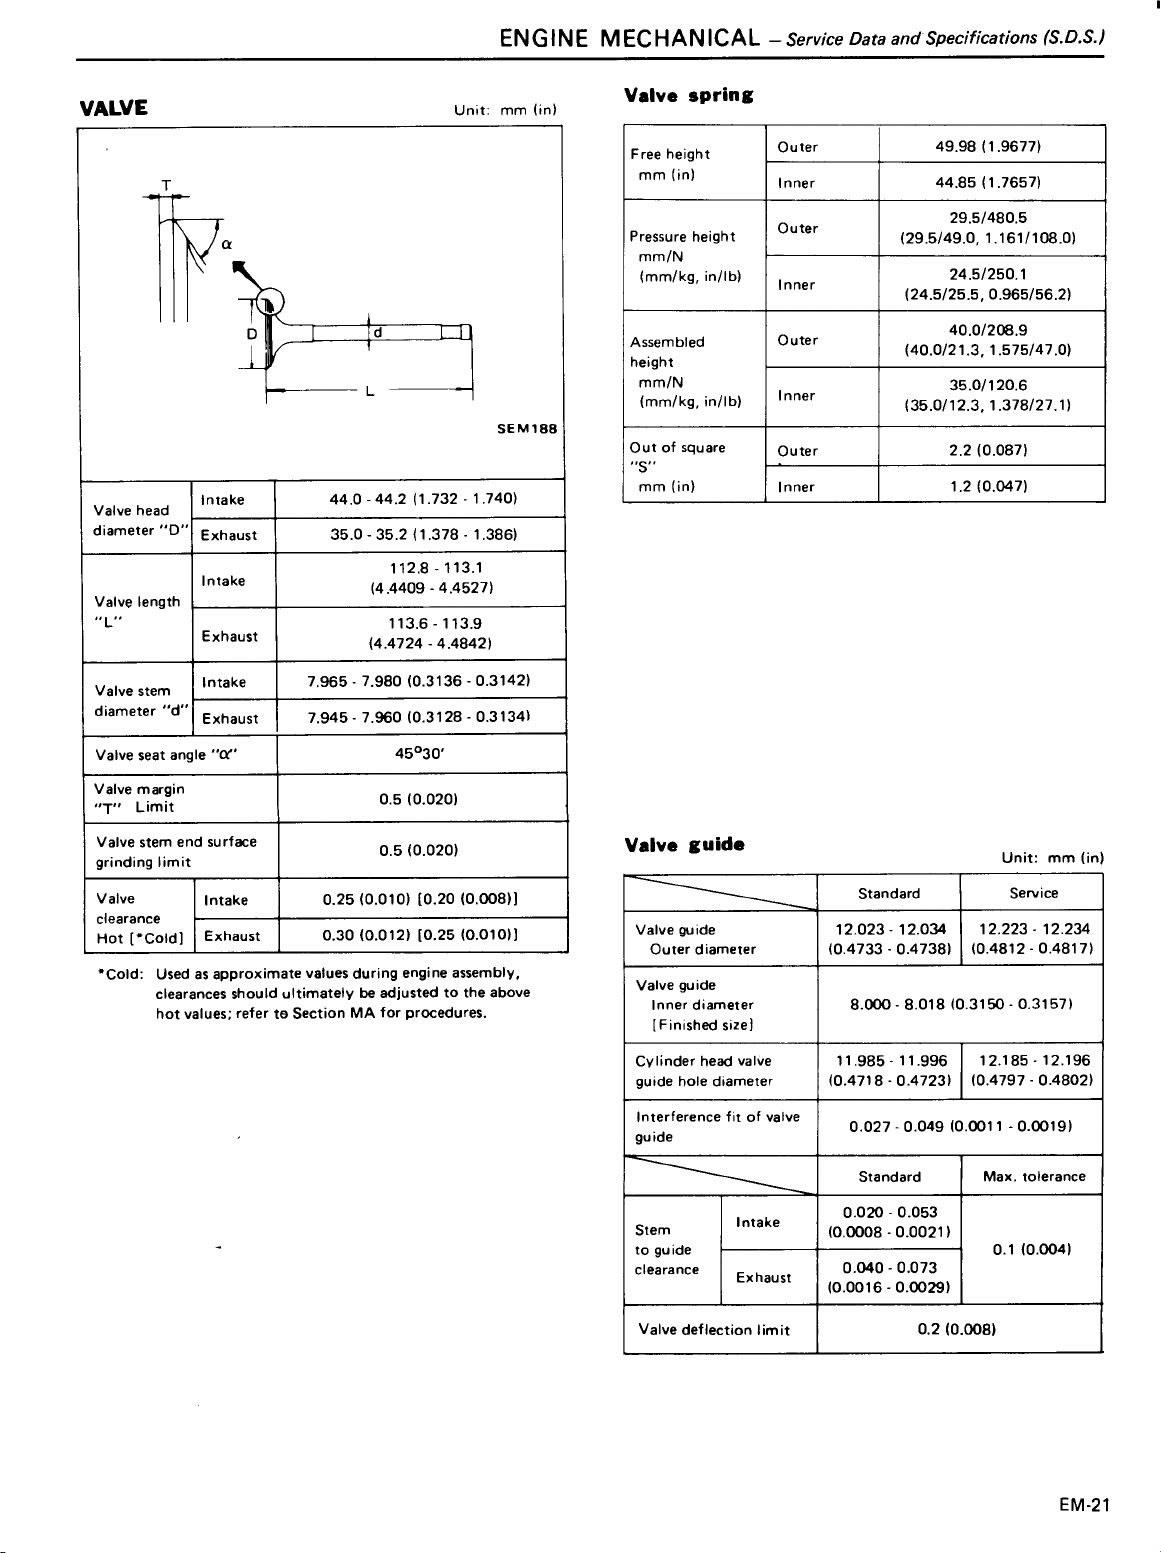 ENGINE MECHANICAL – Service Data and Specifications (S.D.S.)
VALVE
Unit: mm (in)
T
α
D
d
L
SEM188
Valve head
diameter "D"
Intake
44.0 - 44.2 (1.732 - 1.740)
Exhaust
35.0 - 35.2 (1.378 - 1.386)
Valve length
"L"
Intake
112.8 - 113.1
(4.4409 - 4.4527)
Exhaust
113.6 - 113.9
(4.4724 - 4.4842)
Valve stem
diameter "d"
Intake
7.965 - 7.980 (0.3136 - 0.3142)
Exhaust
7.945 - 7.960 (0.3128 - 0.3134)
Valve seat angle "α"
45°30'
Valve margin
"T" Limit
0.5 (0.020)
Valve stem end surface
grinding limit
0.5 (0.020)
Valve
clearance
Hot [*Cold]
Intake
0.25 (0.010) [0.20 (0.008)]
Exhaust
0.30 (0.012) [0.25 (0.010)]
*Cold: Used as approximate values during engine assembly,
clearances should ultimately be adjusted to the above
hot values; refer to Section MA for procedures.
Valve spring
Free height
mm (in)
Outer
49.98 (1.9677)
Inner
44.85 (1.7657)
Pressure height
mm/N
(mm/kg, in/lb)
Outer
29.5/480.5
(29.5/49.0, 1.161/108.0)
Inner
24.5/250.1
(24.5/25.5, 0.965/56.2)
Assembled
height
mm/N
(mm/kg, in/lb)
Outer
40.0/208.9
(40.0/21.3, 1.575/47.0)
Inner
35.0/120.6
(35.0/12.3, 1.378/27.1)
Out of square
"S"
mm (in)
Outer
2.2 (0.087)
Inner
1.2 (0.047)
Valve guide
Unit: mm (in)
Standard
Service
Valve guide
Outer diameter
12.023 - 12.034
(0.4733 - 0.4738)
12.223 - 12.234
(0.4812 - 0.4817)
Valve guide
Inner diameter
[Finished size]
8.000 - 8.018 (0.3150 - 0.3157)
Cylinder head valve
guide hole diameter
11.985 - 11.996
(0.4718 - 0.4723)
12.185 - 12.196
(0.4797 - 0.4802)
Interference fit of valve
guide
0.027 - 0.049 (0.0011 - 0.0019)
Standard
Max. tolerance
Stem
to guide
clearance
Intake
0.020 - 0.053
(0.0008 - 0.0021)
Exhaust
0.040 - 0.073
(0.0016 - 0.0029)
0.1 (0.004)
Valve deflection limit
0.2 (0.008)
EM-21